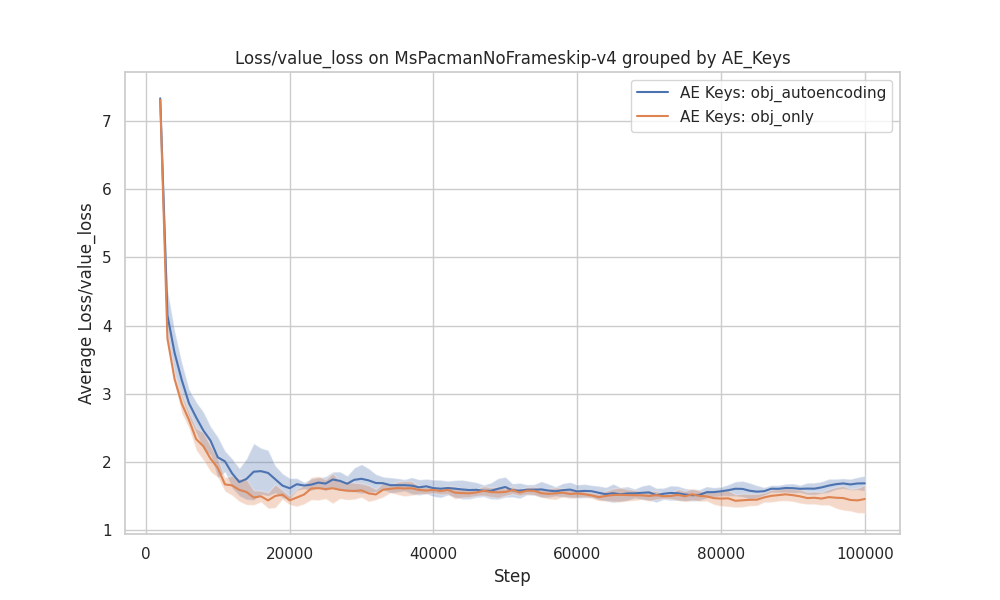 Loss/value_loss on MsPacmanNoFrameskip-v4 grouped by AE_Keys
AE Keys: obj_autoencoding
AE Keys: obj_only
Average Loss/value_loss
7
6
5
4
3
2
1
0
20000
40000
60000
80000
100000
Step